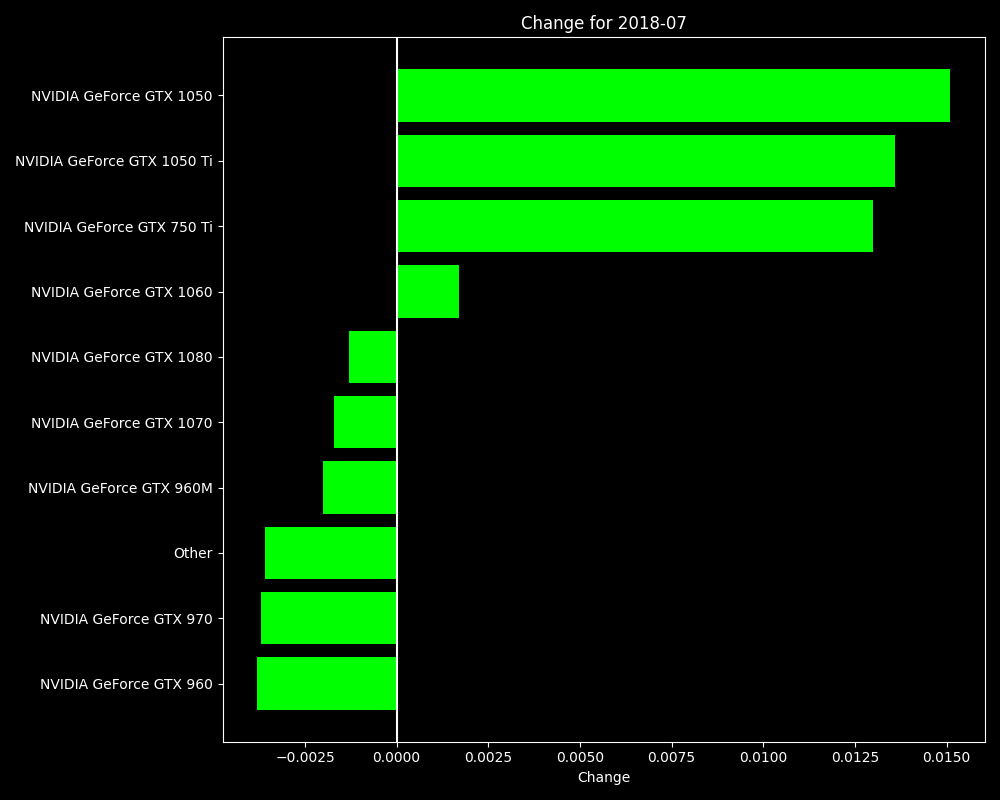 Change for 2018-07
NVIDIA GeForce GTX 1050
NVIDIA GeForce GTX 1050 Ti
NVIDIA GeForce GTX 750 Ti
NVIDIA GeForce GTX 1060
NVIDIA GeForce GTX 1080
NVIDIA GeForce GTX 1070
NVIDIA GeForce GTX 960M
Other
NVIDIA GeForce GTX 970
NVIDIA GeForce GTX 960
−0.0025 0.0000 0.0025 0.0050 0.0075 0.0100 0.0125 0.0150
Change